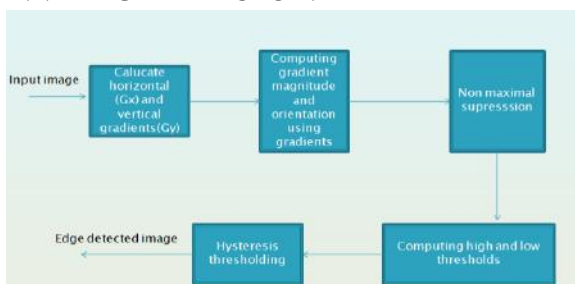 Input image
Calucate
horizontal
(Gx) and
vertical
gradients(Gy)
Computing
gradient
magnitude
and
orientation
using
gradients
Non maximal
supresssion
Computing high and low
thresholds
Hysteresis
thresholding
Edge detected image